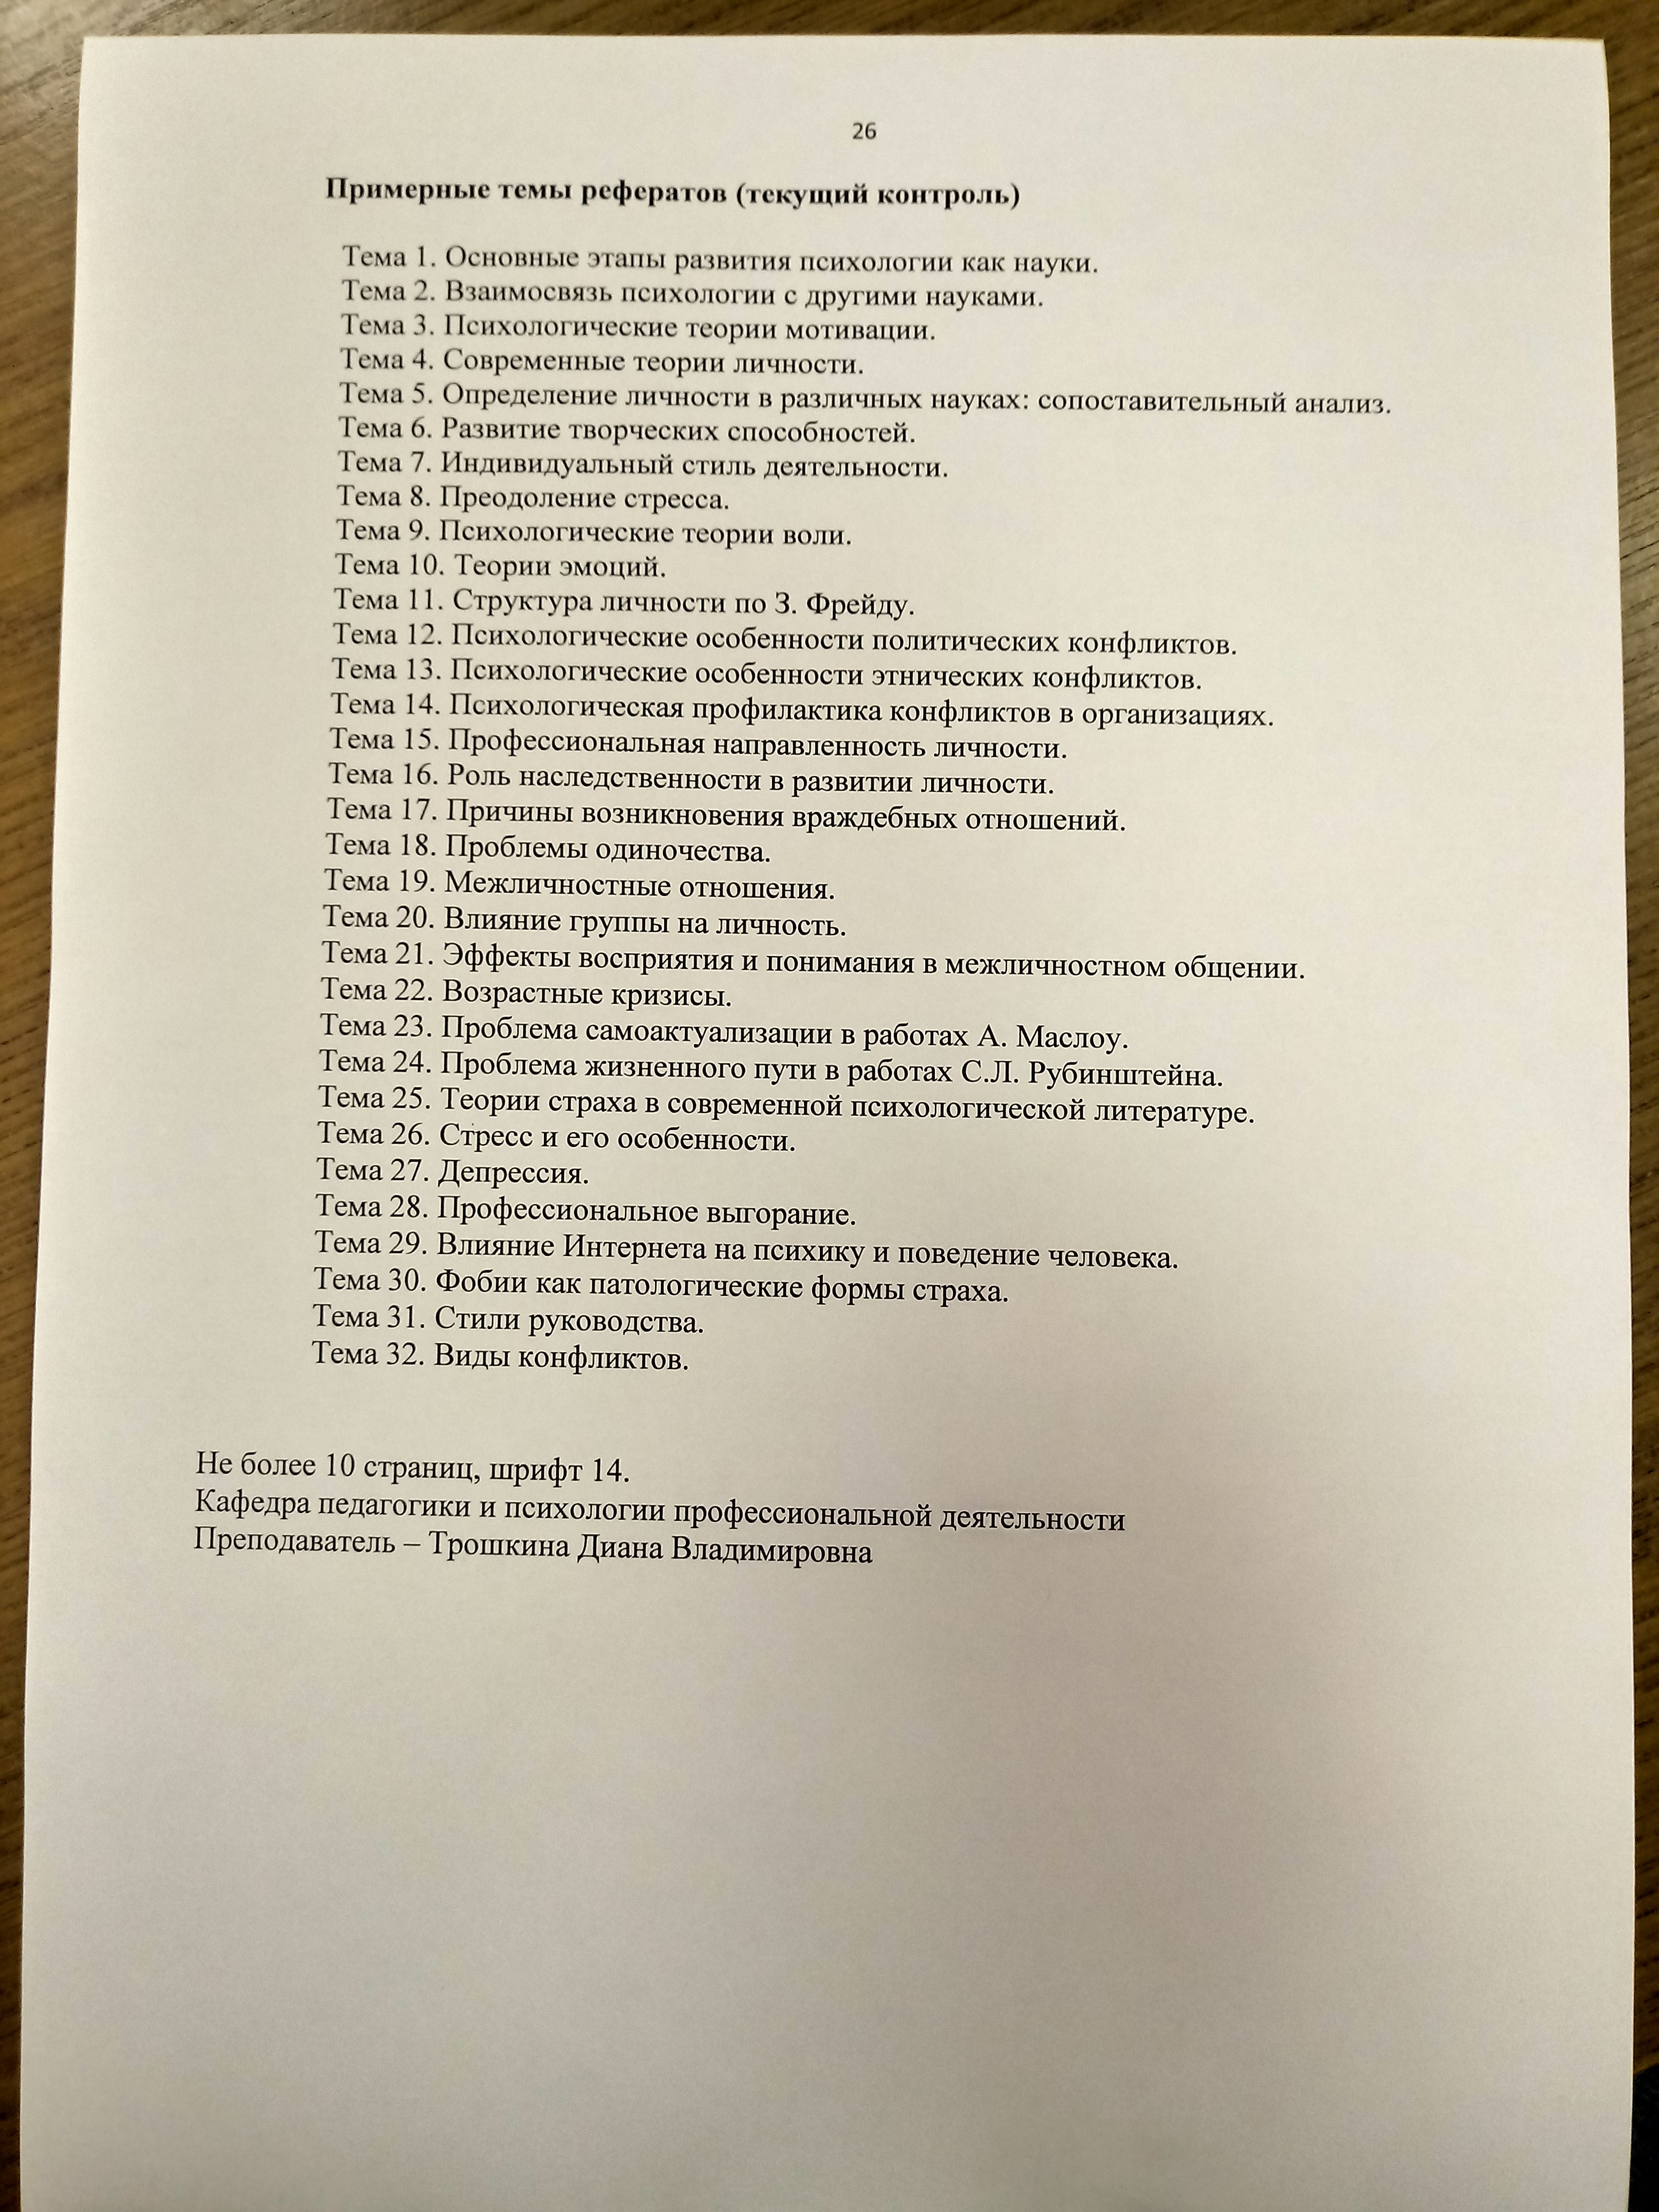 26
Примерные темы рефератов (текущий контроль)
Тема 1. Основные этапы развития психологии как науки.
Тема 2. Взаимосвязь психологии с другими науками.
Тема 3. Психологические теории мотивации.
Тема 4. Современные теории личности.
Тема 5. Определение личности в различных науках: сопоставительный анализ.
Тема 6. Развитие творческих способностей.
Тема 7. Индивидуальный стиль деятельности.
Тема 8. Преодоление стресса.
Тема 9. Психологические теории воли.
Тема 10. Теории эмоций.
Тема 11. Структура личности по З. Фрейду.
Тема 12. Психологические особенности политических конфликтов.
Тема 13. Психологические особенности этнических конфликтов.
Тема 14. Психологическая профилактика конфликтов в организациях.
Тема 15. Профессиональная направленность личности.
Тема 16. Роль наследственности в развитии личности.
Тема 17. Причины возникновения враждебных отношений.
Тема 18. Проблемы одиночества.
Тема 19. Межличностные отношения.
Тема 20. Влияние группы на личность.
Тема 21. Эффекты восприятия и понимания в межличностном общении.
Тема 22. Возрастные кризисы.
Тема 23. Проблема самоактуализации в работах А. Маслоу.
Тема 24. Проблема жизненного пути в работах С.Л. Рубинштейна.
Тема 25. Теории страха в современной психологической литературе.
Тема 26. Стресс и его особенности.
Тема 27. Депрессия.
Тема 28. Профессиональное выгорание.
Тема 29. Влияние Интернета на психику и поведение человека.
Тема 30. Фобии как патологические формы страха.
Тема 31. Стили руководства.
Тема 32. Виды конфликтов.
Не более 10 страниц, шрифт 14.
Кафедра педагогики и психологии профессиональной деятельности
Преподаватель – Трошкина Диана Владимировна